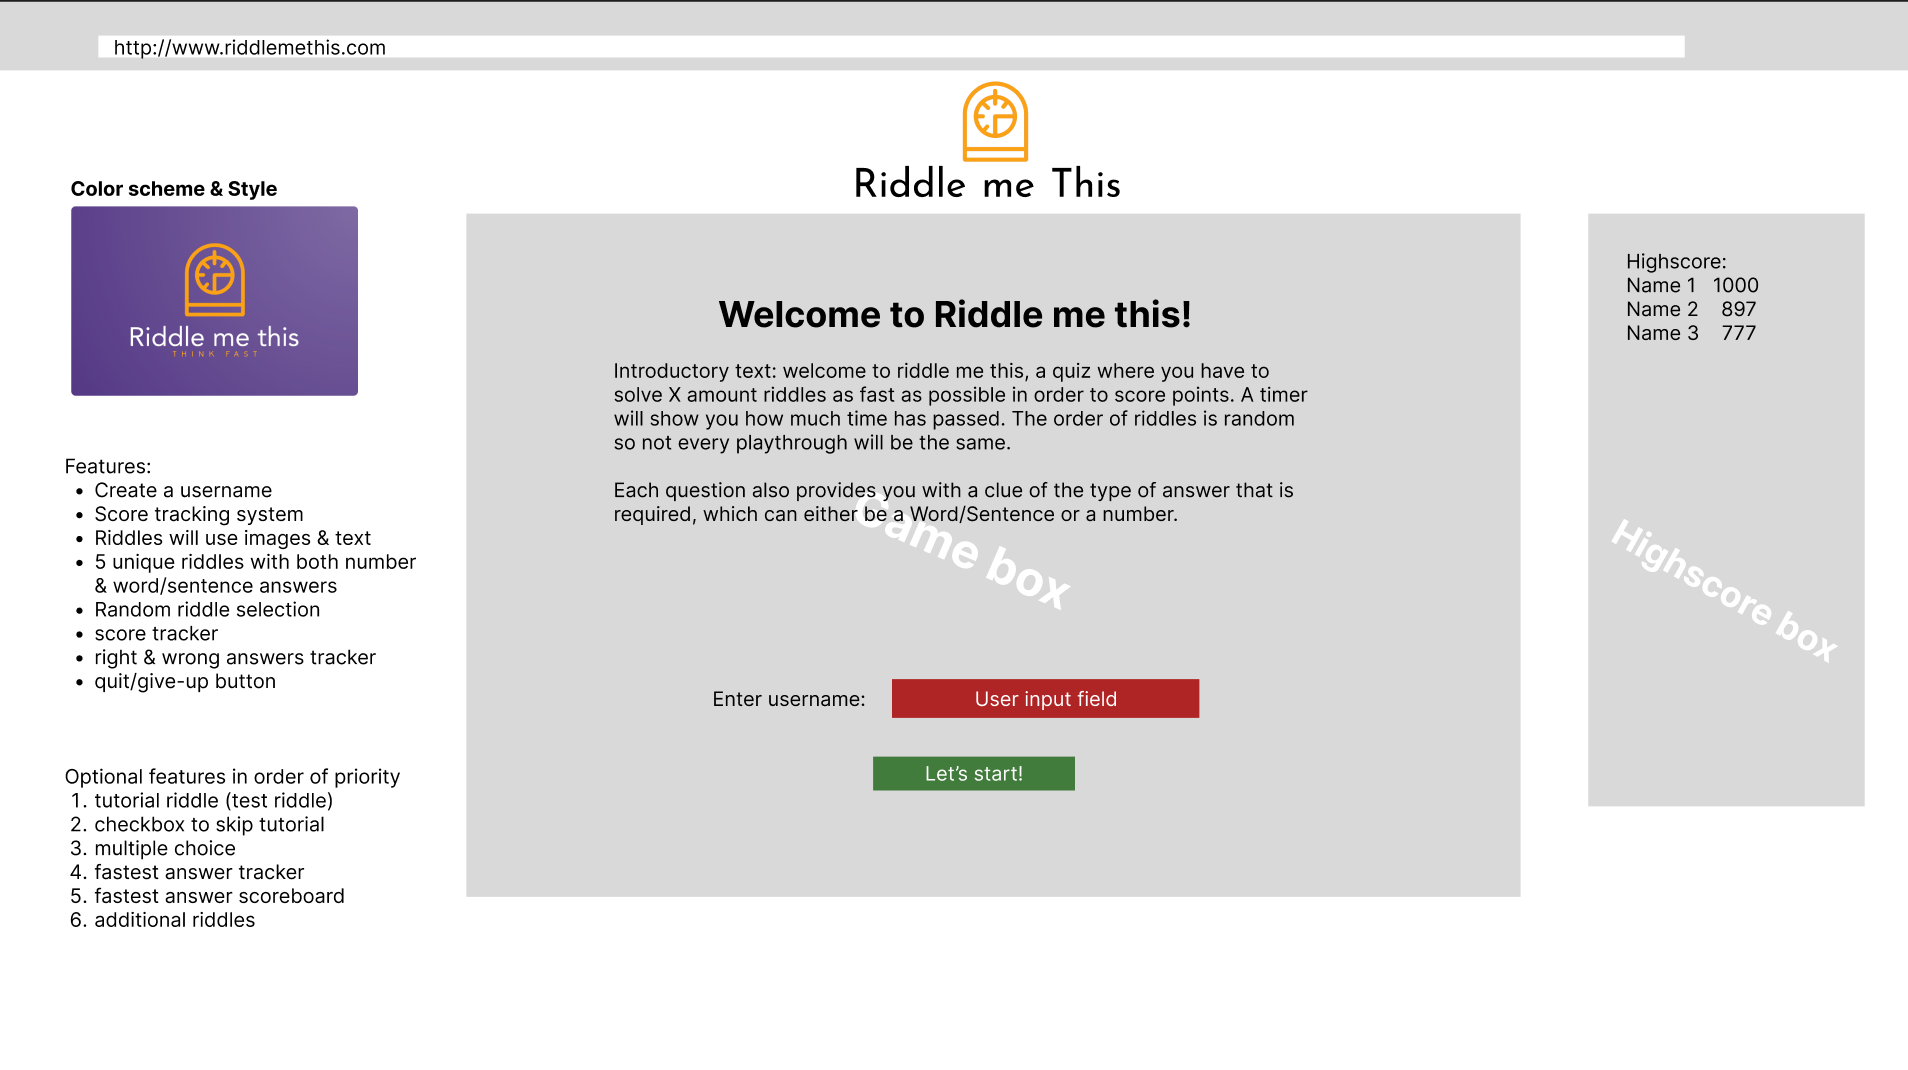 http://www.riddlemethis.com
Riddle me This
Color scheme & Style
Riddle me this
THINK FAST
Features:
• Create a username
• Score tracking system
• Riddles will use images & text
• 5 unique riddles with both number
& word/sentence answers
• Random riddle selection
• score tracker
• right & wrong answers tracker
• quit/give-up button
Optional features in order of priority
1. tutorial riddle (test riddle)
2. checkbox to skip tutorial
3. multiple choice
4. fastest answer tracker
5. fastest answer scoreboard
6. additional riddles
Welcome to Riddle me this!
Introductory text: welcome to riddle me this, a quiz where you have to
solve X amount riddles as fast as possible in order to score points. A timer
will show you how much time has passed. The order of riddles is random
so not every playthrough will be the same.
Each question also provides you with a clue of the type of answer that is
required, which can either be a Word/Sentence or a number.
Game box
Enter username:
User input field
Let's start!
Highscore:
Name 1 1000
Name 2 897
Name 3 777
Highscore box